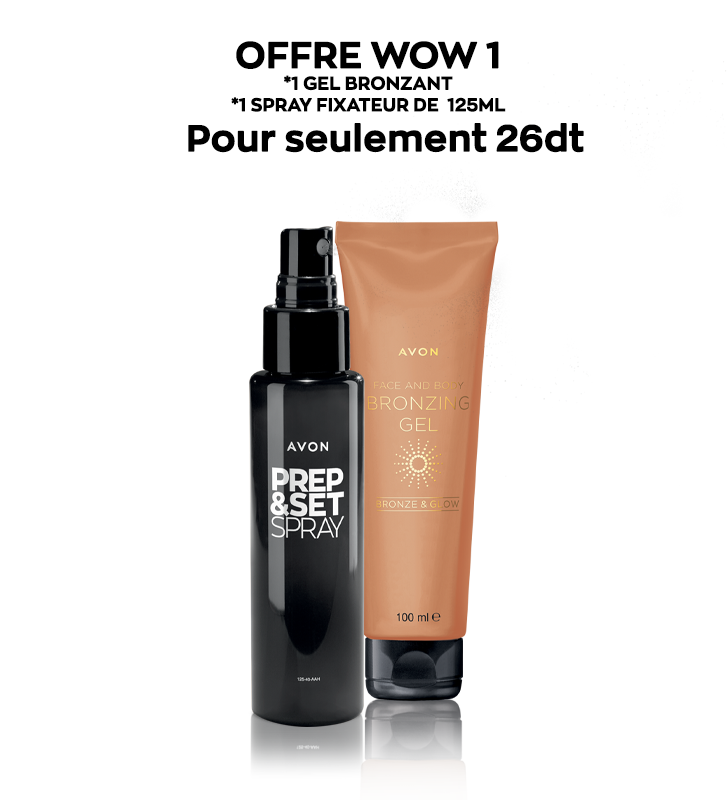 OFFRE WOW 1
*1 GEL BRONZANT
*1 SPRAY FIXATEUR DE 125ML
Pour seulement 26dt
AVON
PREP
&SET
SPRAY
AVON
FACE AND BODY
BRONZING
GEL
BRONZE & GLOW
100 ml ℮